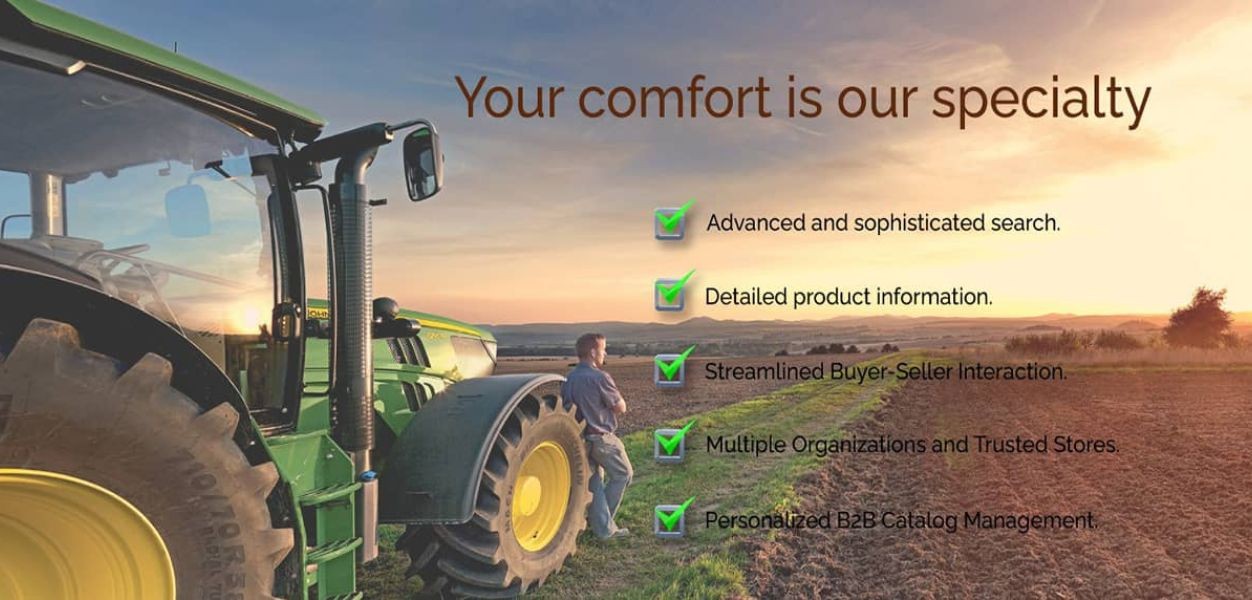 Your comfort is our specialty
Advanced and sophisticated search.
Detailed product information.
Streamlined Buyer-Seller Interaction.
Multiple Organizations and Trusted Stores.
Personalized B2B Catalog Management.